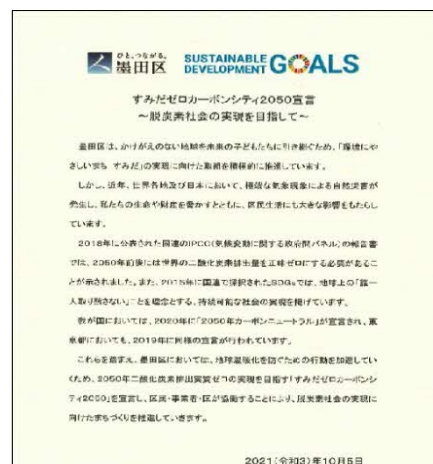 ひと、つながる。
墨田区
SUSTAINABLE
DEVELOPMENT
GOALS
すみだゼロカーボンシティ2050宣言
～脱炭素社会の実現を目指して～
墨田区は、かけがえのない地球を未来の子どもたちに引き継ぐため、「環境にや
さしいまち すみだ」の実現に向けた取組を積極的に推進しています。
しかし、近年、世界各地及び日本において、極端な気象現象による自然災害が
発生し、私たちの生命や財産を脅かすとともに、区民生活にも大きな影響をもたらし
ています。
2018年に公表された国連のIPCC(気候変動に関する政府間パネル)の報告書
では、2050年前後には世界の二酸化炭素排出量を正味ゼロにする必要があるこ
とが示されました。また、2015年に国連で採択されたSDGsでは、地球上の「誰一
人取り残さない」ことを理念とする、持続可能な社会の実現を掲げています。
我が国においては、2020年に「2050年カーボンニュートラル」が宣言され、東
京都においても、2019年に同様の宣言が行われています。
これらを踏まえ、墨田区においては、地球温暖化を防ぐための行動を加速してい
くため、2050年二酸化炭素排出実質ゼロの実現を目指す「すみだゼロカーボンシ
ティ2050」を宣言し、区民・事業者・区が協働することにより、脱炭素社会の実現に
向けたまちづくりを推進していきます。
2021(令和3)年10月5日